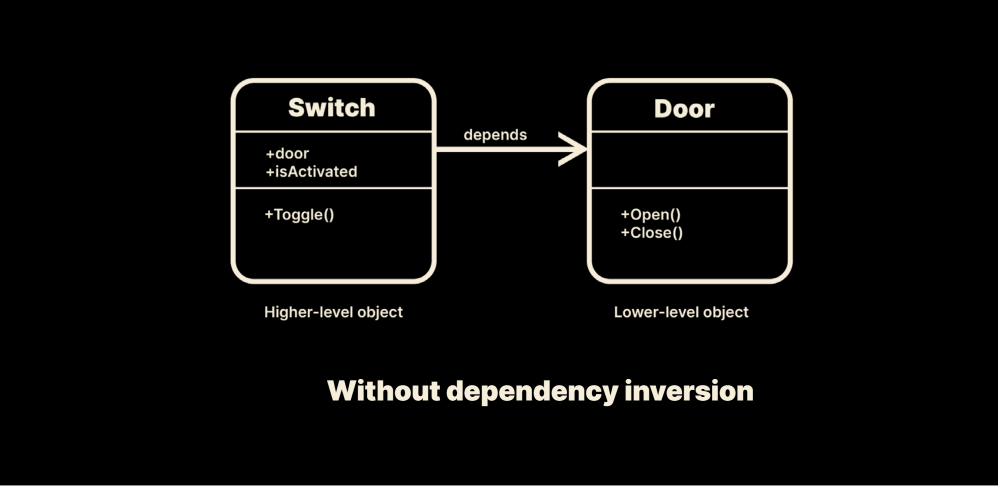 Switch
+door
+isActivated
+Toggle()
depends
Door
+Open()
+Close()
Higher-level object
Lower-level object
Without dependency inversion